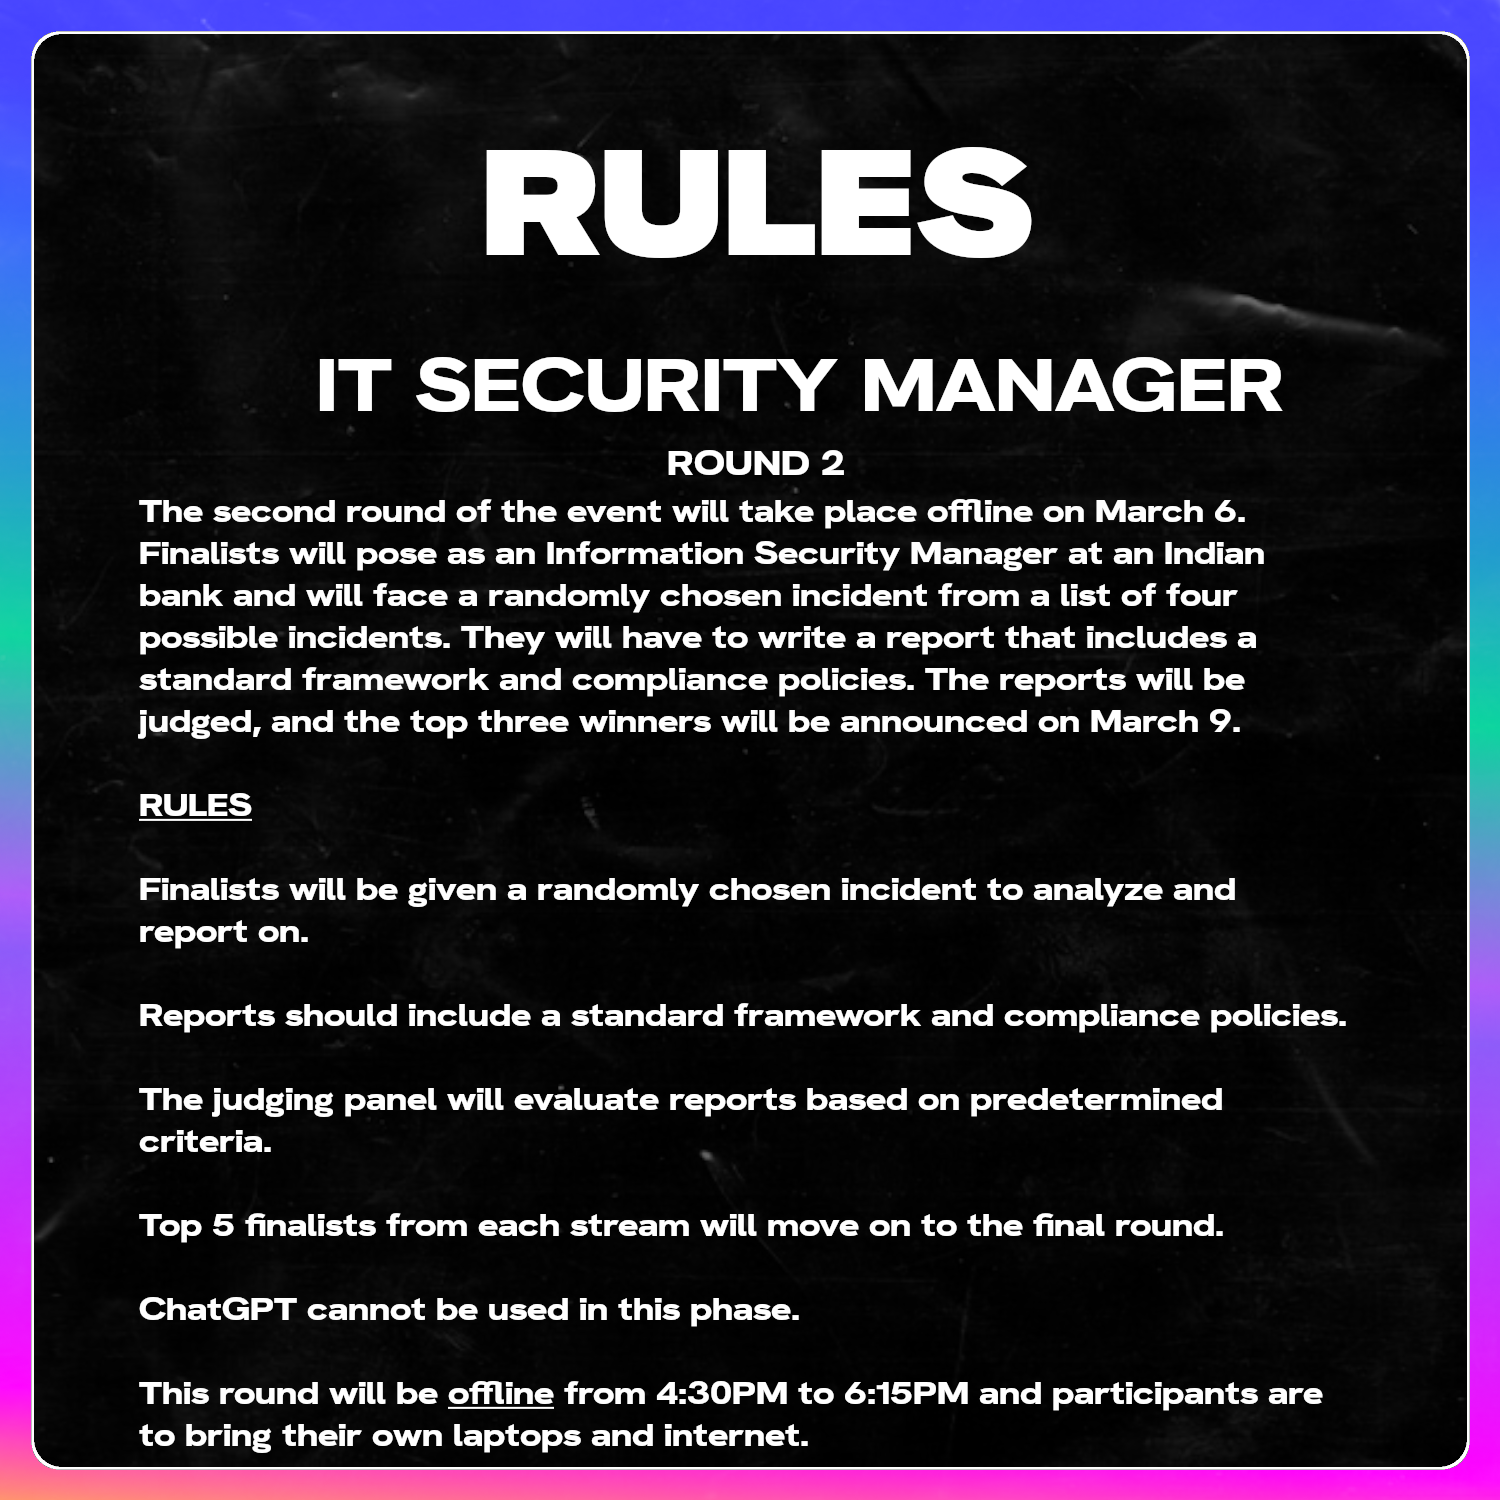 RULES
IT SECURITY MANAGER
ROUND 2
The second round of the event will take place offline on March 6.
Finalists will pose as an Information Security Manager at an Indian
bank and will face a randomly chosen incident from a list of four
possible incidents. They will have to write a report that includes a
standard framework and compliance policies. The reports will be
judged, and the top three winners will be announced on March 9.
RULES
Finalists will be given a randomly chosen incident to analyze and
report on.
Reports should include a standard framework and compliance policies.
The judging panel will evaluate reports based on predetermined
criteria.
Top 5 finalists from each stream will move on to the final round.
ChatGPT cannot be used in this phase.
This round will be offline from 4:30PM to 6:15PM and participants are
to bring their own laptops and internet.